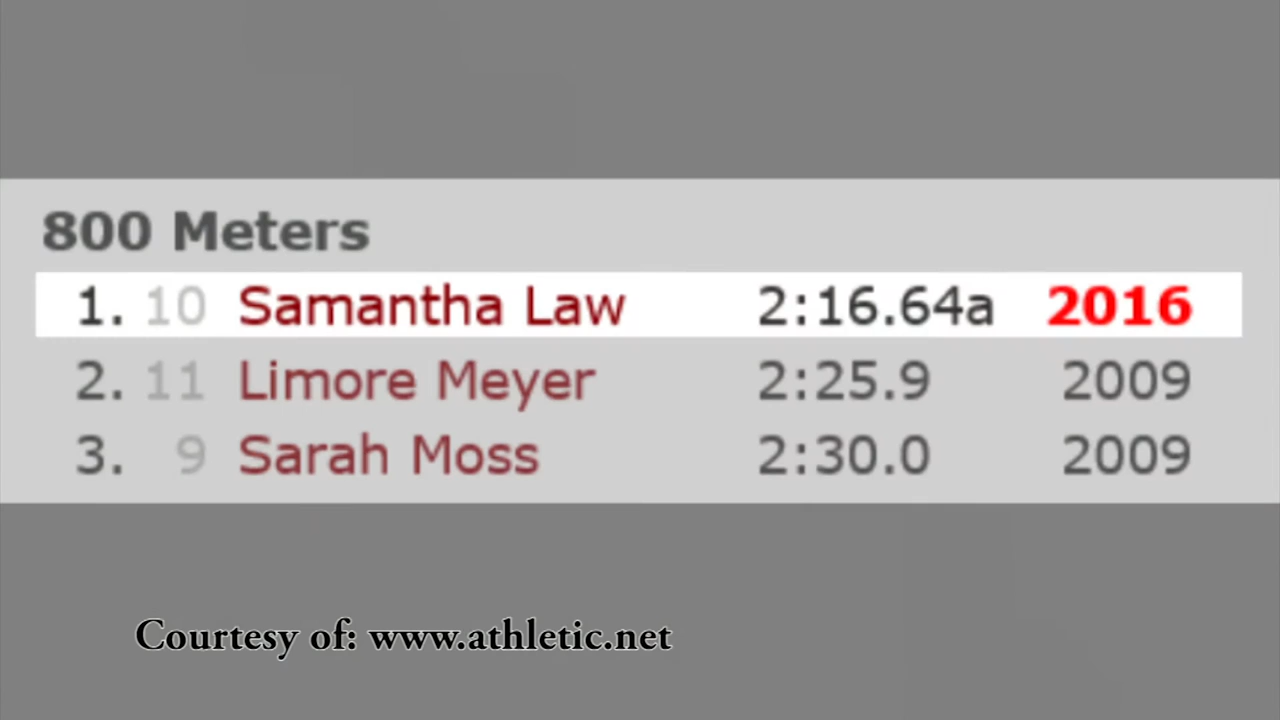 800 Meters
1. 10 Samantha Law 2:16.64a 2016
2. 11 Limore Meyer 2:25.9 2009
3. 9 Sarah Moss 2:30.0 2009
Courtesy of: www.athletic.net